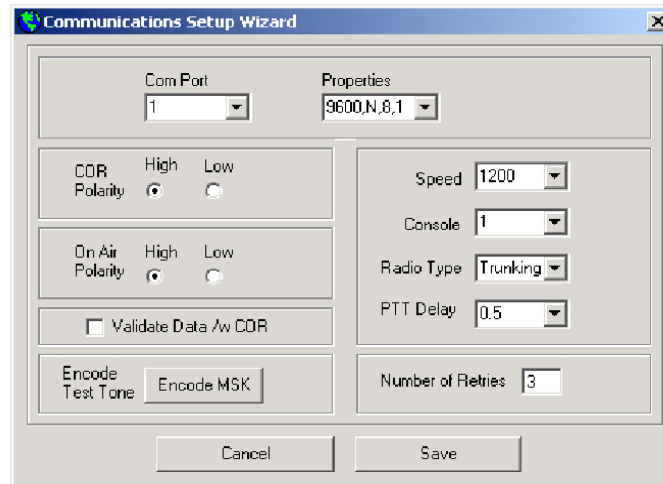 Communications Setup Wizard
Com Port
1
Properties
9600,N,8,1
COR Polarity
High
Low
On Air Polarity
High
Low
Validate Data /w COR
Encode Test Tone
Encode MSK
Speed
1200
Console
1
Radio Type
Trunking
PTT Delay
0.5
Number of Retries
3
Cancel
Save